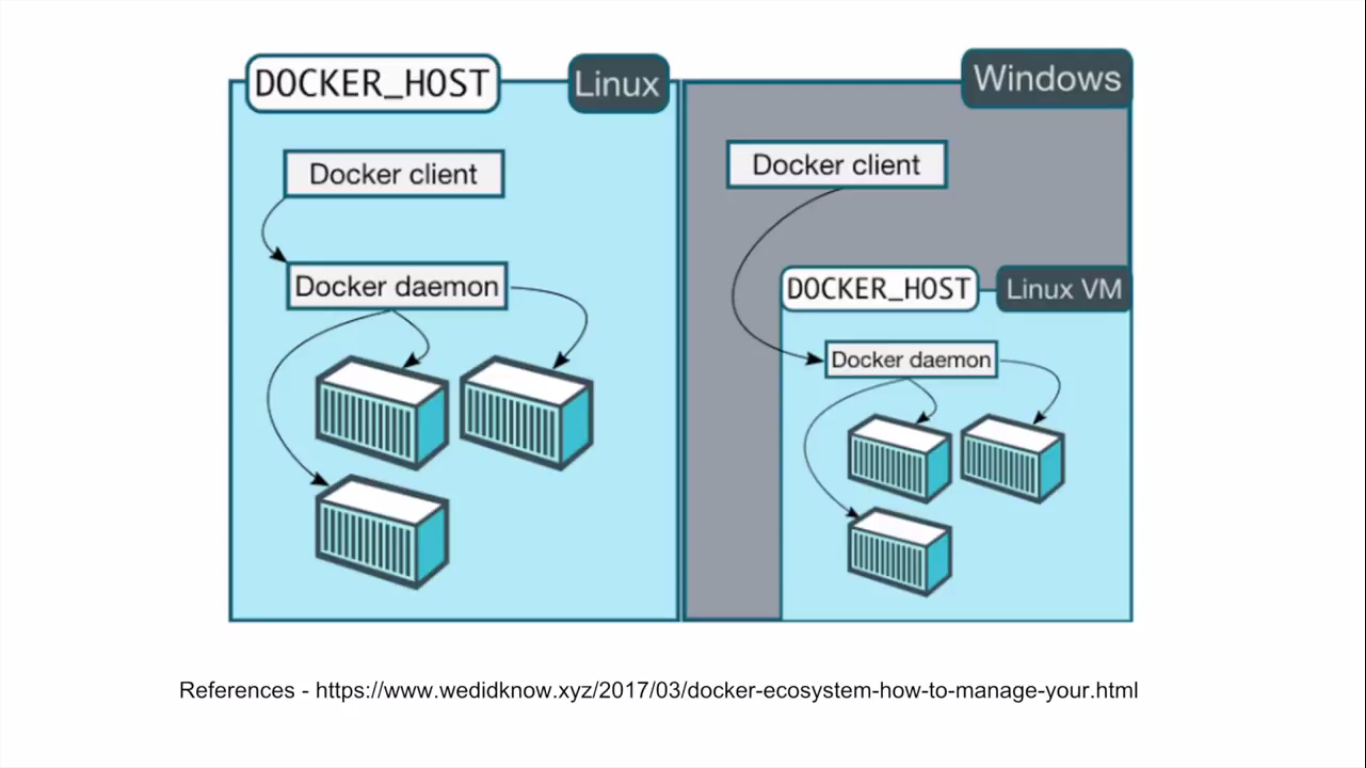 DOCKER_HOST
Linux
Docker client
Docker daemon
Windows
Docker client
DOCKER_HOST
Linux VM
Docker daemon
References - https://www.wedidknow.xyz/2017/03/docker-ecosystem-how-to-manage-your.html